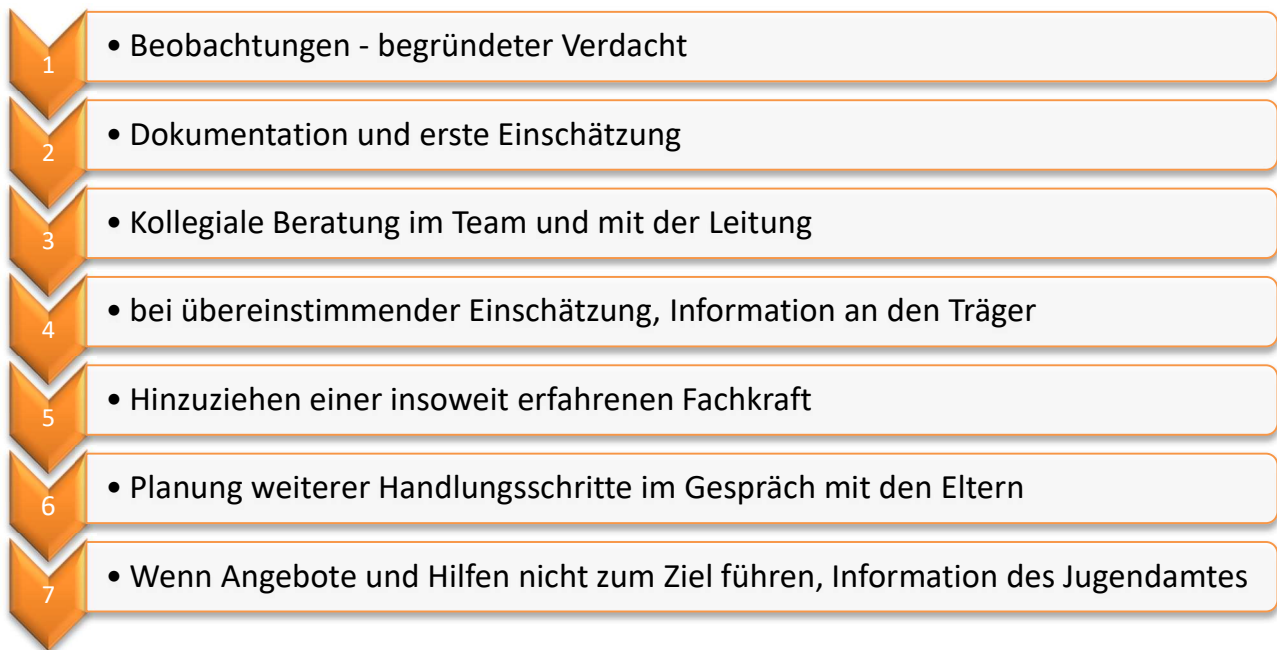 1
• Beobachtungen - begründeter Verdacht
2
• Dokumentation und erste Einschätzung
3
• Kollegiale Beratung im Team und mit der Leitung
4
• bei übereinstimmender Einschätzung, Information an den Träger
5
• Hinzuziehen einer insoweit erfahrenen Fachkraft
6
• Planung weiterer Handlungsschritte im Gespräch mit den Eltern
7
• Wenn Angebote und Hilfen nicht zum Ziel führen, Information des Jugendamtes